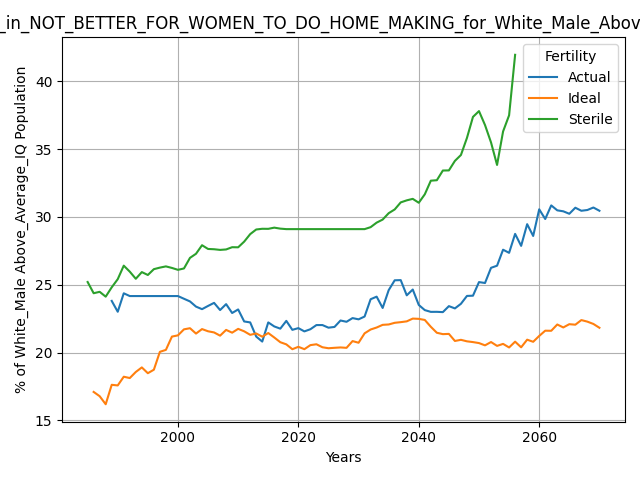 _in_NOT_BETTER_FOR_WOMEN_TO_DO_HOME_MAKING_for_White_Male_Abov
Fertility
Actual
Ideal
Sterile
% of White_Male Above_Average_IQ Population
40
35
30
25
20
15
2000
2020
2040
2060
Years